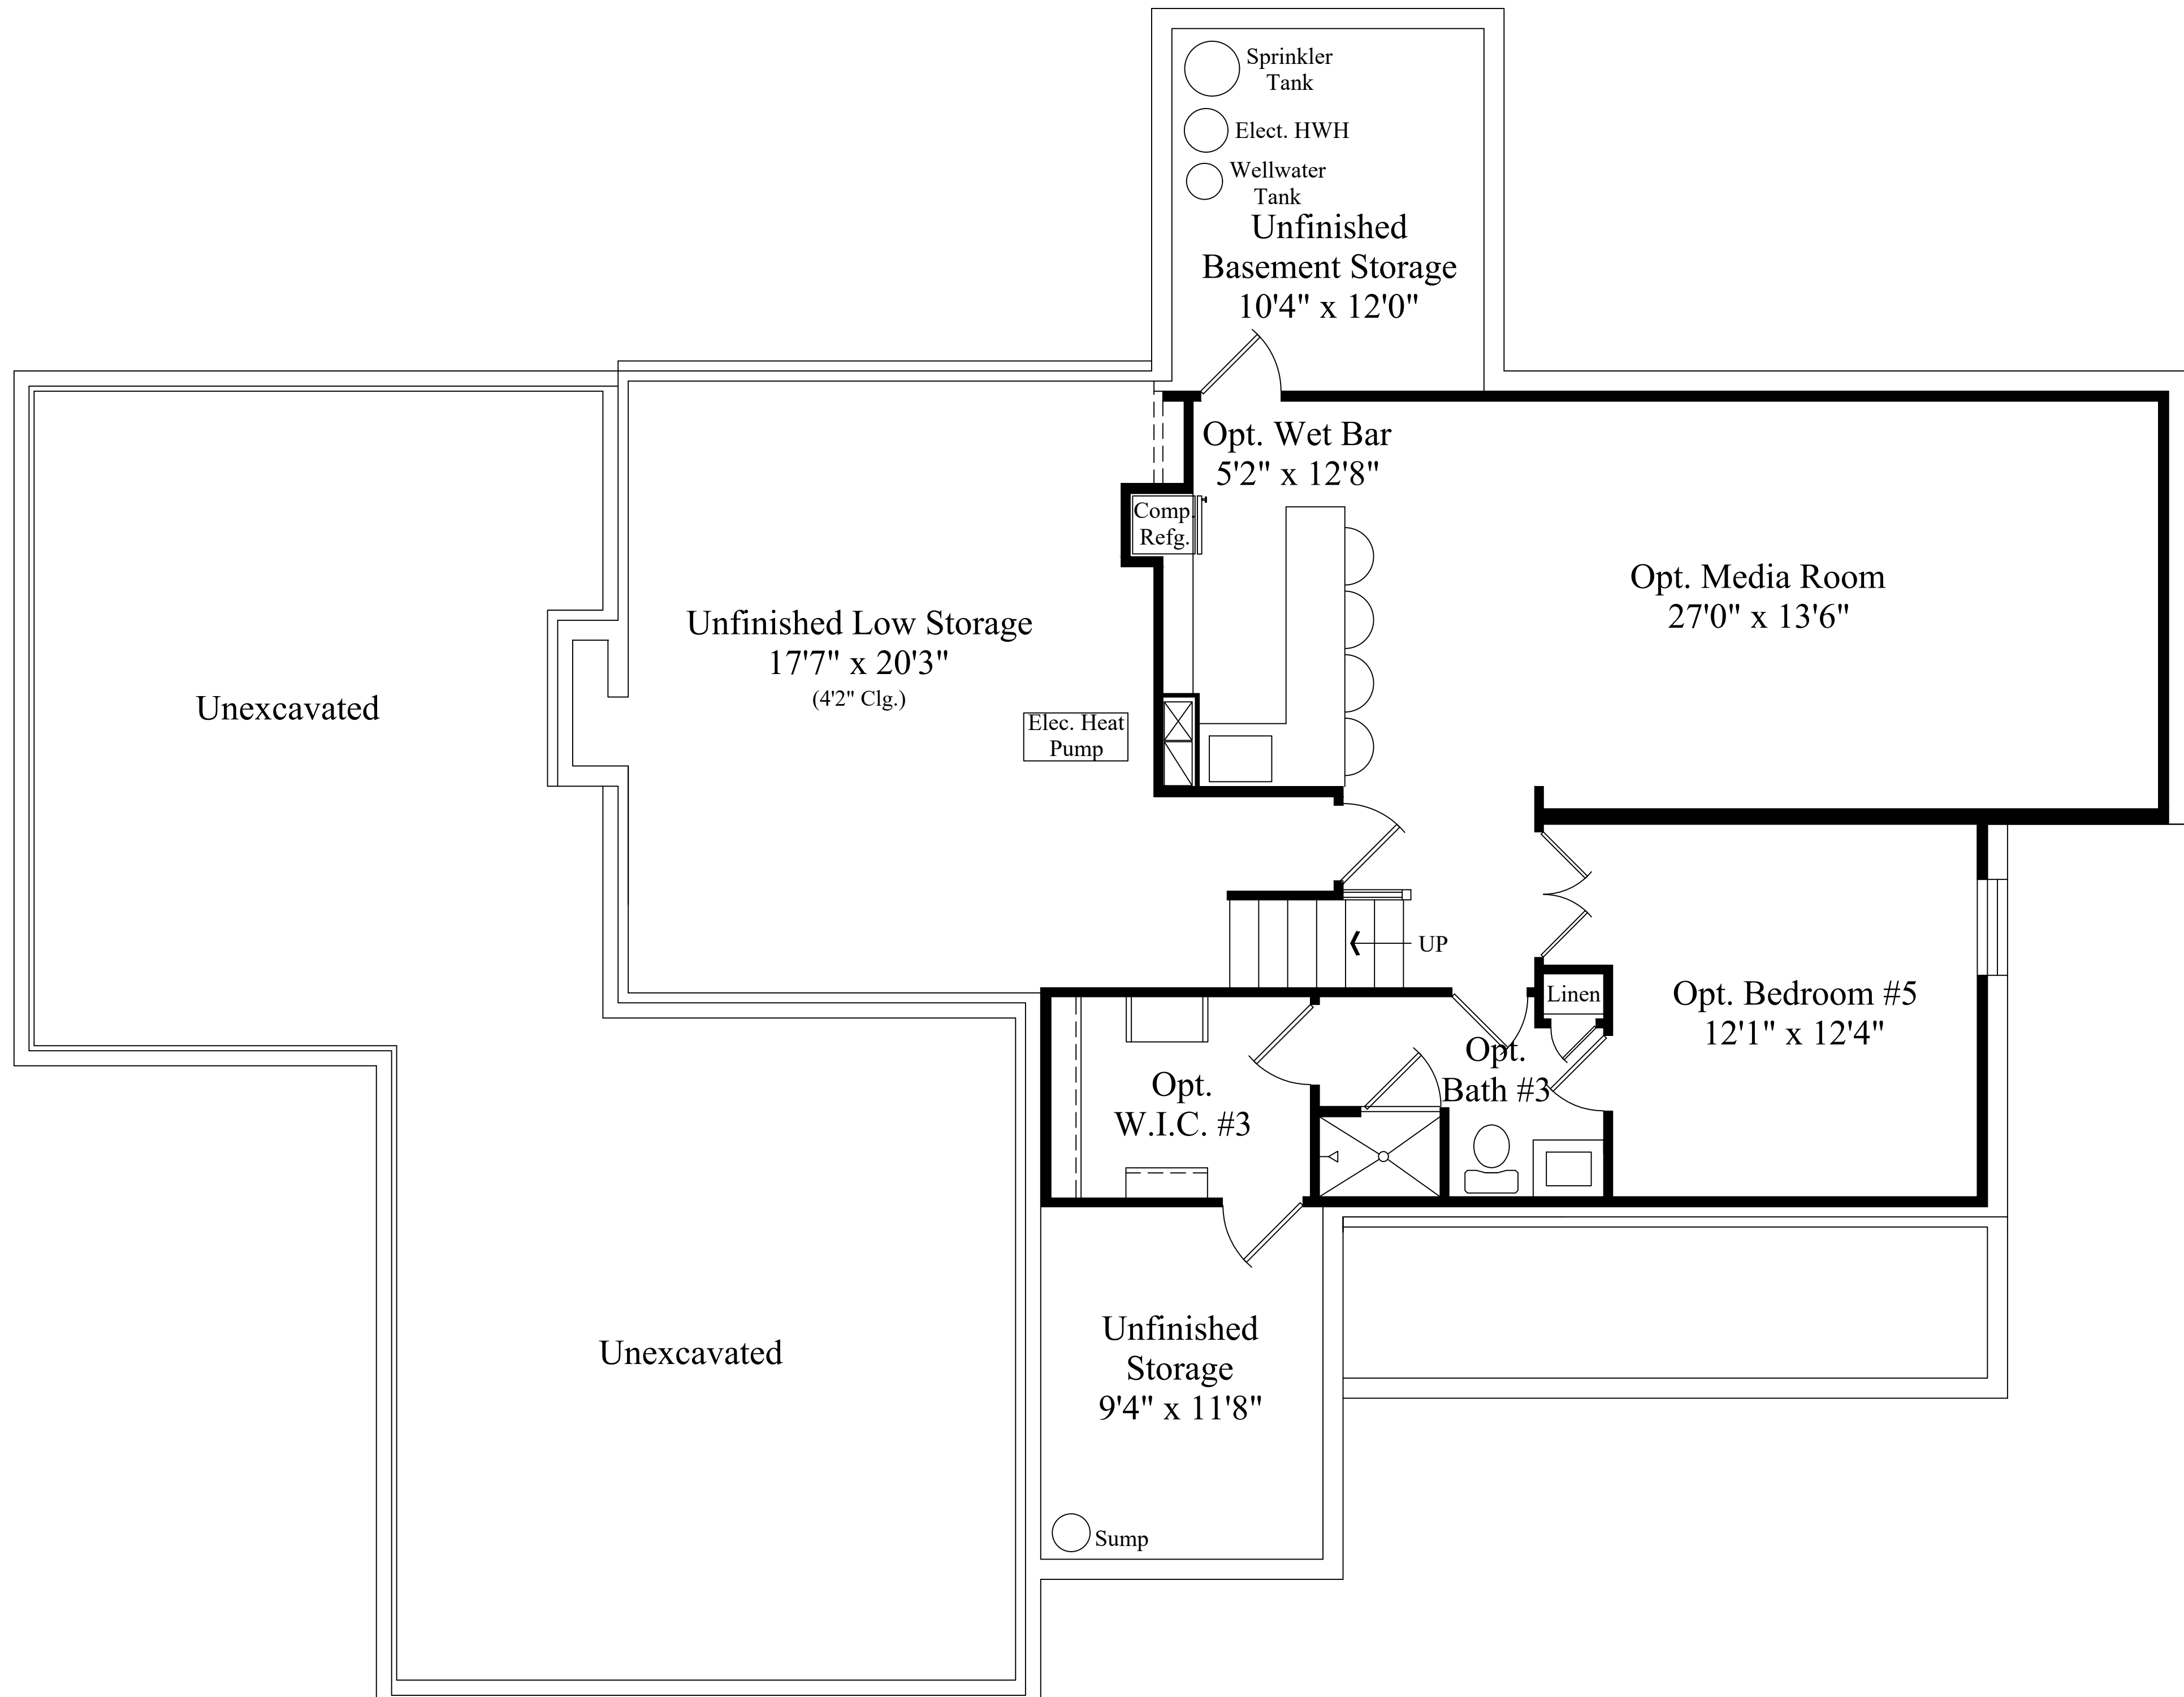 Sprinkler
Tank
Elect. HWH
Wellwater
Tank
Unfinished
Basement Storage
10'4" x 12'0"
Opt. Wet Bar
5'2" x 12'8"
Comp.
Refg.
Opt. Media Room
27'0" x 13'6"
Unfinished Low Storage
17'7" x 20'3"
(4'2" Clg.)
Unexcavated
Elec. Heat
Pump
UP
Linen
Opt. Bedroom #5
12'1" x 12'4"
Opt.
Bath #3
Opt.
W.I.C. #3
Unfinished
Storage
9'4" x 11'8"
Unexcavated
Sump